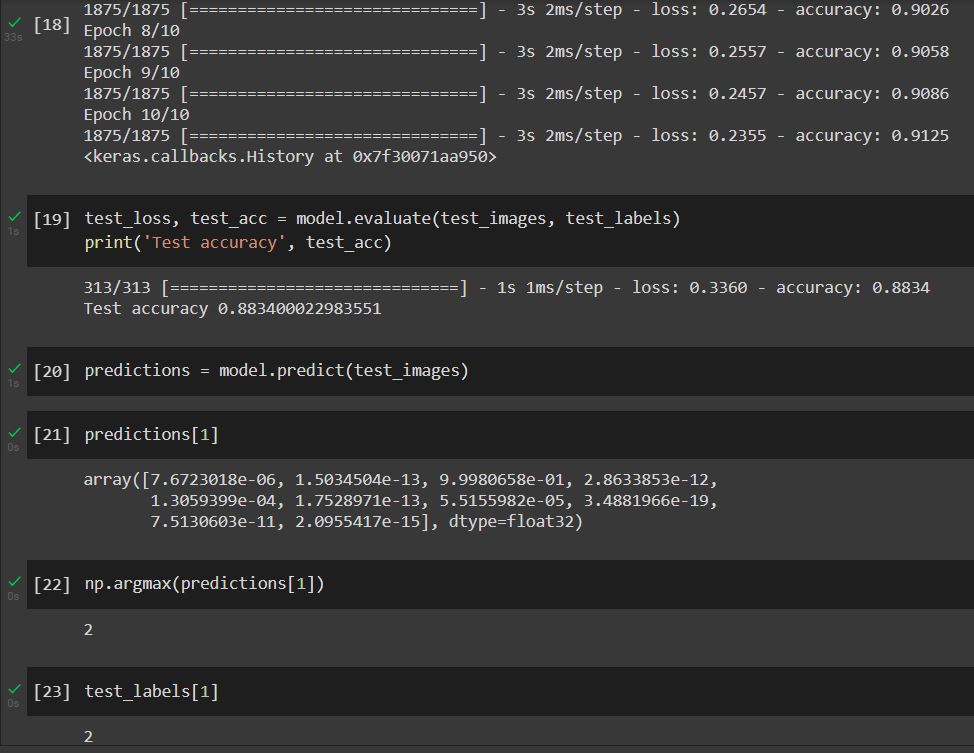 1875/1875 [==============================] - 3s 2ms/step - loss: 0.2654 - accuracy: 0.9026
33s
[18]
Epoch 8/10
1875/1875 [==============================] - 3s 2ms/step - loss: 0.2557 - accuracy: 0.9058
Epoch 9/10
1875/1875 [==============================] - 3s 2ms/step - loss: 0.2457 - accuracy: 0.9086
Epoch 10/10
1875/1875 [==============================] - 3s 2ms/step - loss: 0.2355 - accuracy: 0.9125
<keras.callbacks.History at 0x7f30071aa950>
1s
[19] test_loss, test_acc = model.evaluate(test_images, test_labels)
print('Test accuracy', test_acc)
313/313 [==============================] - 1s 1ms/step - loss: 0.3360 - accuracy: 0.8834
Test accuracy 0.883400022983551
1s
[20] predictions = model.predict(test_images)
0s
[21] predictions[1]
array([7.6723018e-06, 1.5034504e-13, 9.9980658e-01, 2.8633853e-12,
1.3059399e-04, 1.7528971e-13, 5.5155982e-05, 3.4881966e-19,
7.5130603e-11, 2.0955417e-15], dtype=float32)
0s
[22] np.argmax(predictions[1])
2
0s
[23] test_labels[1]
2